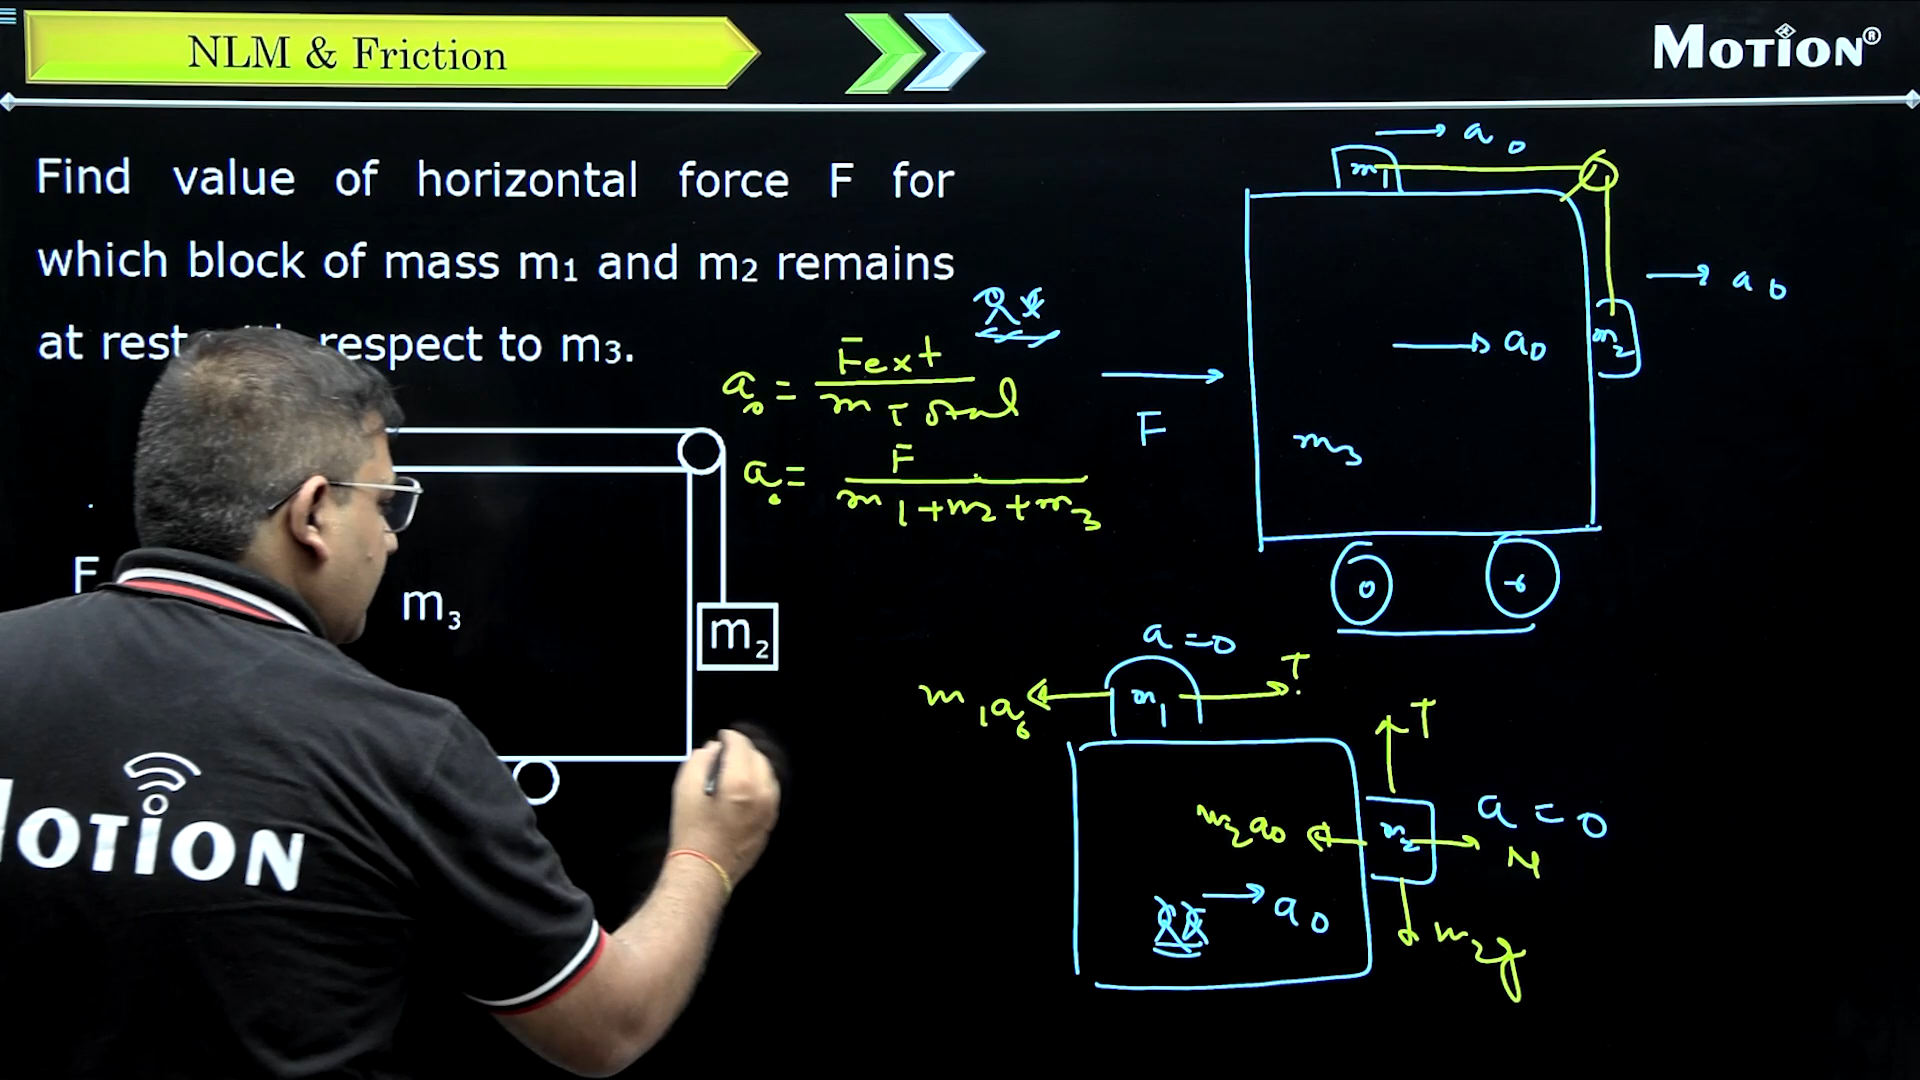 NLM & Friction
MOTION®
Find value of horizontal force F for
which block of mass m1 and m2 remains
at rest respect to m3.
F
m3
m2
MOTION
a0 = Fext / mTotal
a0 = F / m1+m2+m3
F
m1
→ a0
→ a0
m2
→ a0
m3
a=0
m1a0
m1
T
T
m2a0
m2
N
a = 0
→ a0
m2g